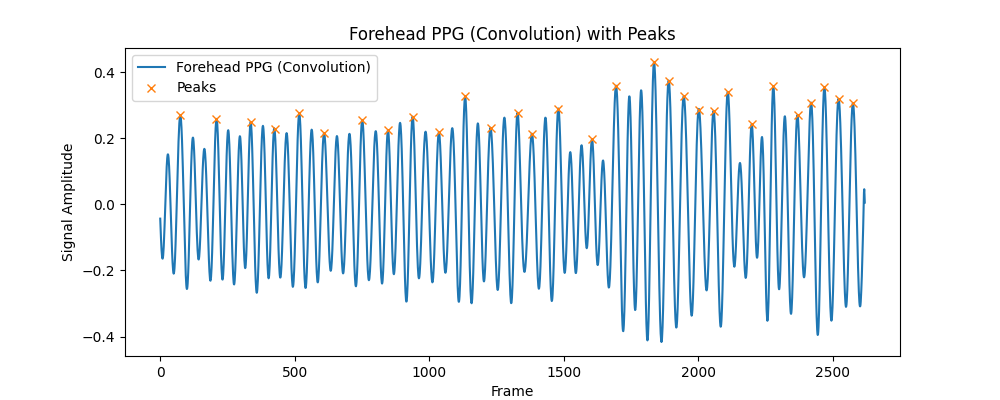 Forehead PPG (Convolution) with Peaks
Forehead PPG (Convolution)
Peaks
0.4
0.2
0.0
−0.2
−0.4
Signal Amplitude
0 500 1000 1500 2000 2500
Frame